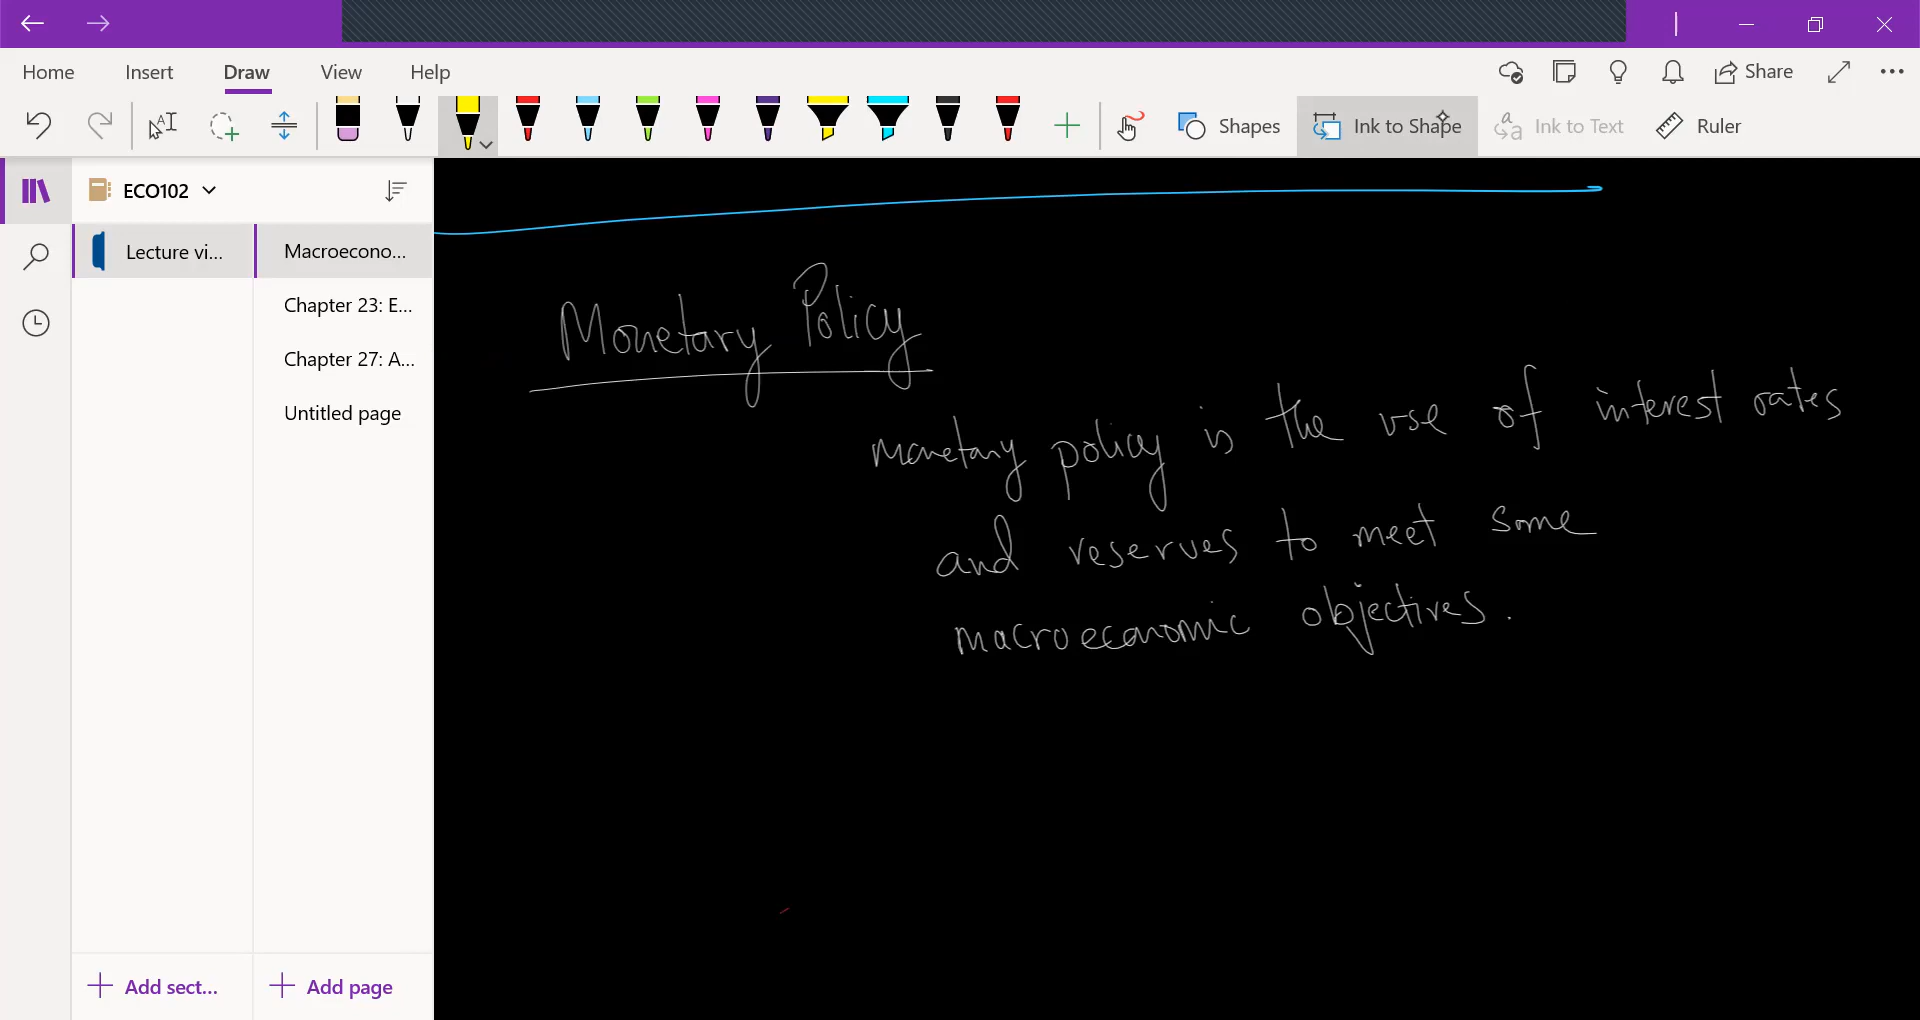 Home Insert Draw View Help Share
Shapes Ink to Shape Ink to Text Ruler
ECO102
Lecture vi...
Macroecono...
Chapter 23: E...
Chapter 27: A...
Untitled page
Add sect...
Add page
Monetary Policy
monetary policy is the use of interest rates
and reserves to meet some
macroeconomic objectives.